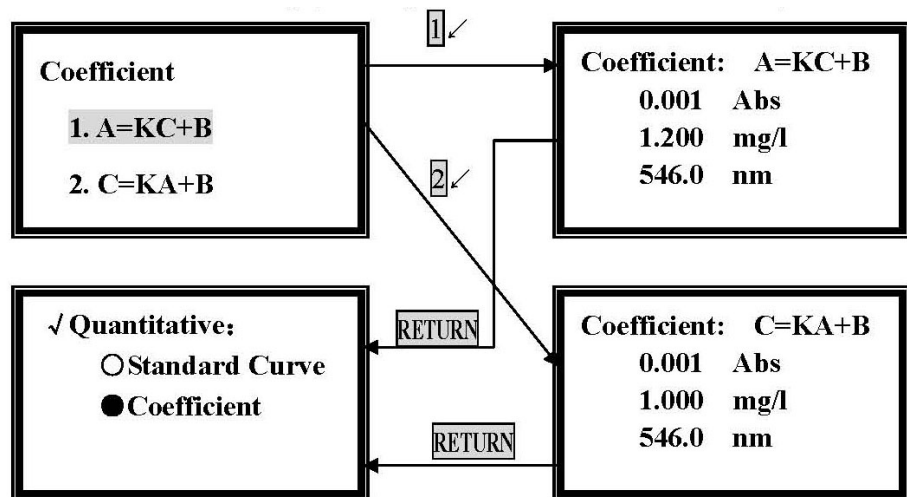 1↙
Coefficient
1. A=KC+B
2. C=KA+B
Coefficient: A=KC+B
0.001 Abs
1.200 mg/l
546.0 nm
2↙
√ Quantitative：
○Standard Curve
●Coefficient
RETURN
RETURN
Coefficient: C=KA+B
0.001 Abs
1.000 mg/l
546.0 nm